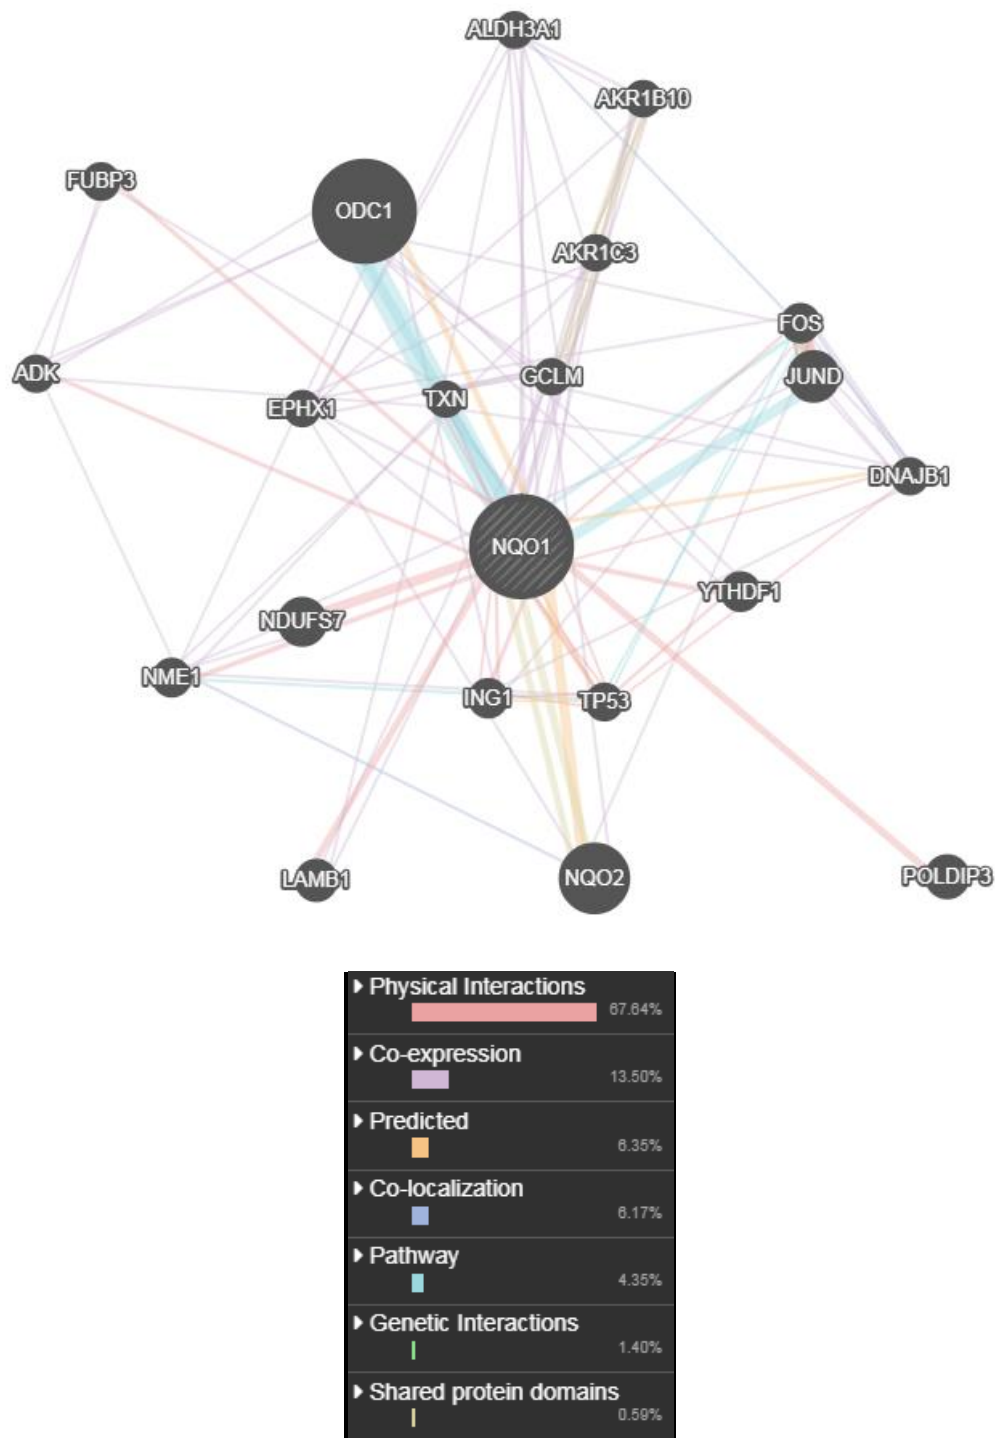 ALDH3A1
AKR1B10
FUBP3
ODC1
AKR1C3
FOS
ADK
GCLM
JUND
EPHX1
TXN
DNAJB1
NQO1
YTHDF1
NDUFS7
NME1
ING1
TP53
LAMB1
NQO2
POLDIP3
Physical Interactions
67.64%
Co-expression
13.50%
Predicted
6.35%
Co-localization
6.17%
Pathway
4.35%
Genetic Interactions
1.40%
Shared protein domains
0.59%